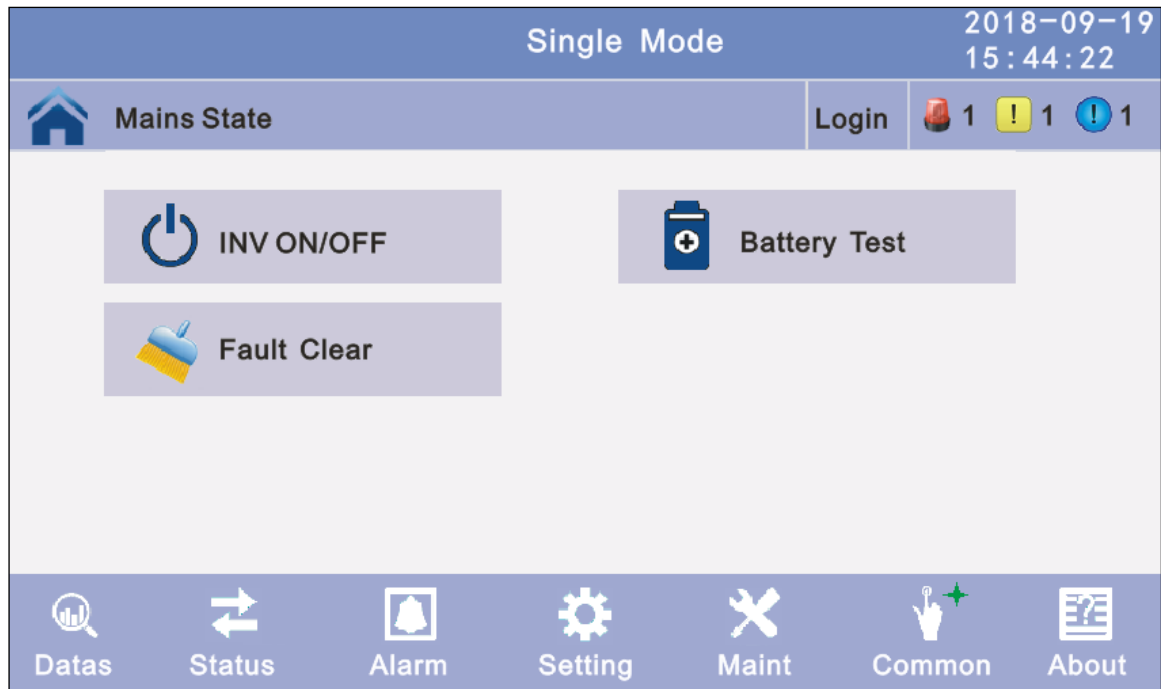 Single Mode
2018-09-19
15:44:22
Mains State
Login
1
! 1
! 1
INV ON/OFF
Battery Test
Fault Clear
Datas
Status
Alarm
Setting
Maint
Common
About